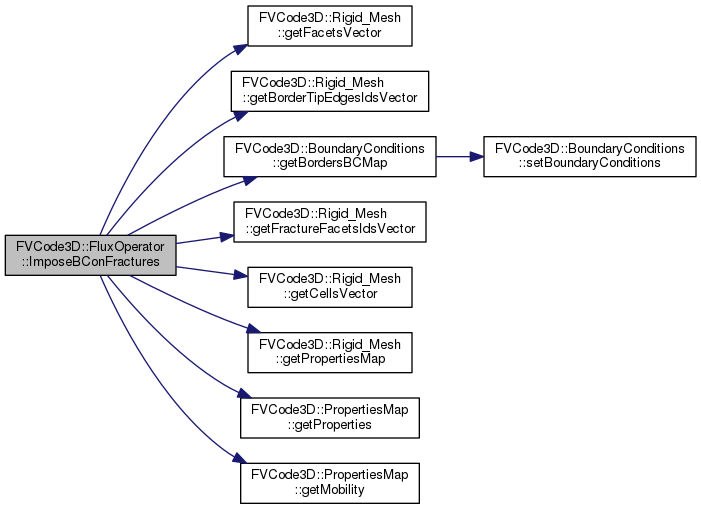 FVCode3D::Rigid_Mesh
::getFacetsVector
FVCode3D::Rigid_Mesh
::getBorderTipEdgesIdsVector
FVCode3D::BoundaryConditions
::getBordersBCMap
FVCode3D::BoundaryConditions
::setBoundaryConditions
FVCode3D::Rigid_Mesh
::getFractureFacetsIdsVector
FVCode3D::FluxOperator
::ImposeBConFractures
FVCode3D::Rigid_Mesh
::getCellsVector
FVCode3D::Rigid_Mesh
::getPropertiesMap
FVCode3D::PropertiesMap
::getProperties
FVCode3D::PropertiesMap
::getMobility